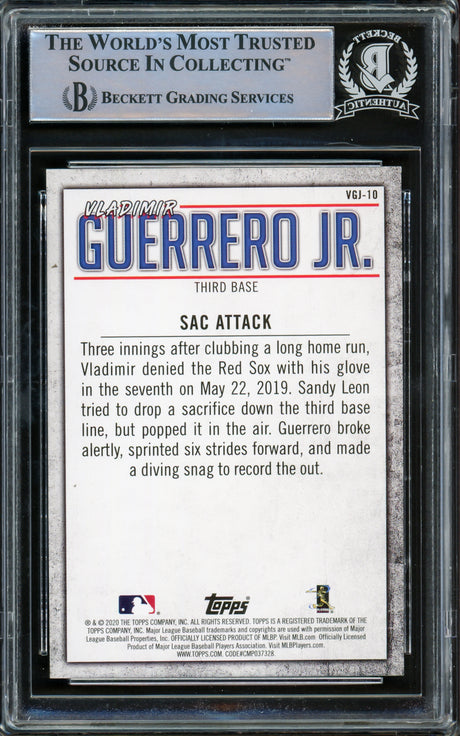 THE WORLD'S MOST TRUSTED
SOURCE IN COLLECTING™
B BECKETT GRADING SERVICES
BECKETT
B
AUTHENTIC
VGJ-10
VLADIMIR
GUERRERO JR.
THIRD BASE
SAC ATTACK
Three innings after clubbing a long home run,
Vladimir denied the Red Sox with his glove
in the seventh on May 22, 2019. Sandy Leon
tried to drop a sacrifice down the third base
line, but popped it in the air. Guerrero broke
alertly, sprinted six strides forward, and made
a diving snag to record the out.
topps
® & © 2020 THE TOPPS COMPANY, INC. ALL RIGHTS RESERVED. TOPPS IS A REGISTERED TRADEMARK OF THE
TOPPS COMPANY, INC. Major League Baseball trademarks and copyrights are used with permission of Major
League Baseball Properties, Inc. OFFICIALLY LICENSED PRODUCT OF MLBP. Visit MLB.com. Officially Licensed
Product of Major League Baseball Players Association. Visit MLBPlayers.com.
WWW.TOPPS.COM. CODE#CMP037328.